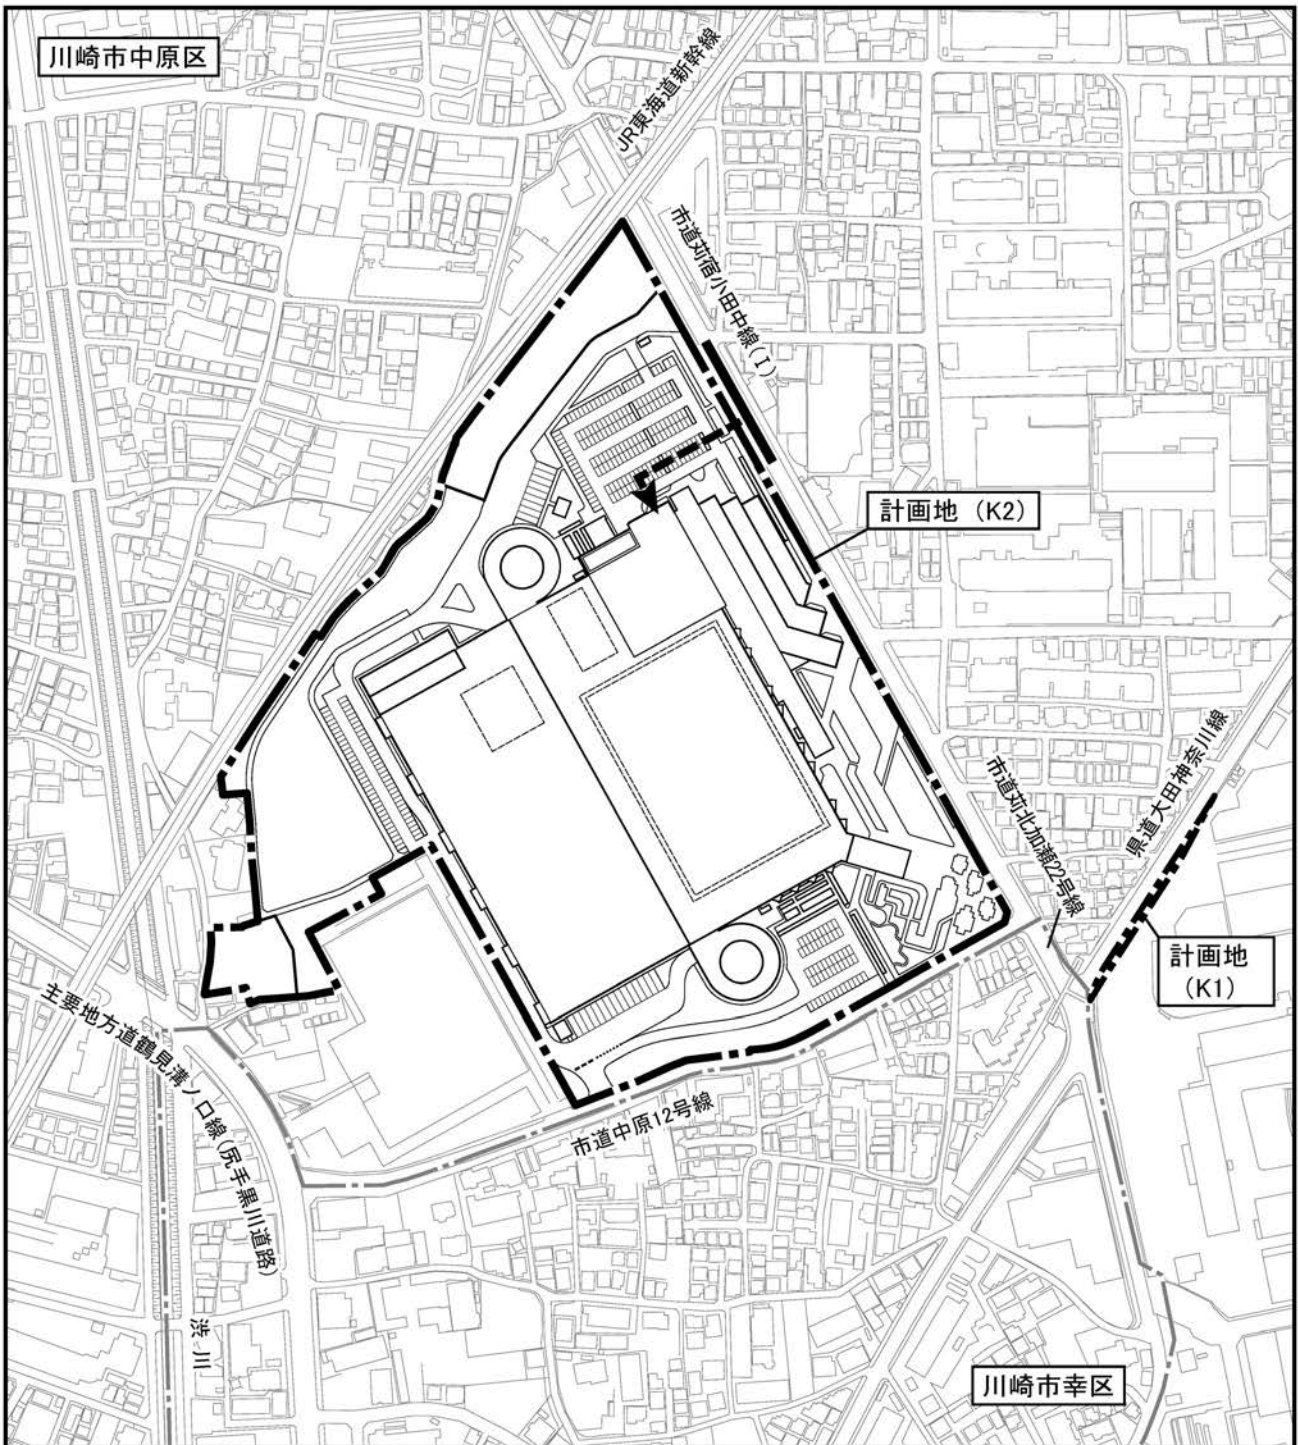 川崎市中原区
JR東海道新幹線
市道苅宿小田中線(Ⅰ)
計画地 (K2)
県道大田神奈川線
市道苅北加瀬22号線
計画地
(K1)
主要地方道鶴見溝ノ口線(尻手黒川道路)
市道中原12号線
渋川
川崎市幸区